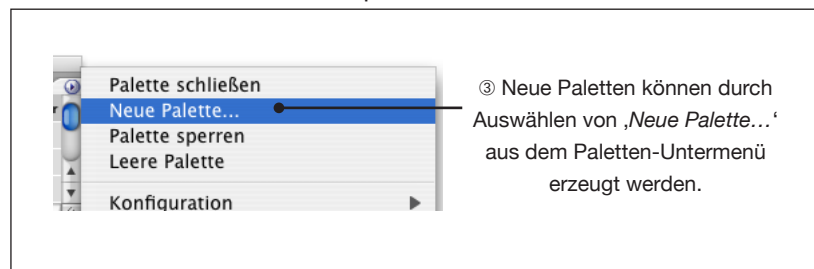 Palette schließen
Neue Palette...
Palette sperren
Leere Palette
Konfiguration
③ Neue Paletten können durch
Auswählen von ‚Neue Palette…‘
aus dem Paletten-Untermenü
erzeugt werden.